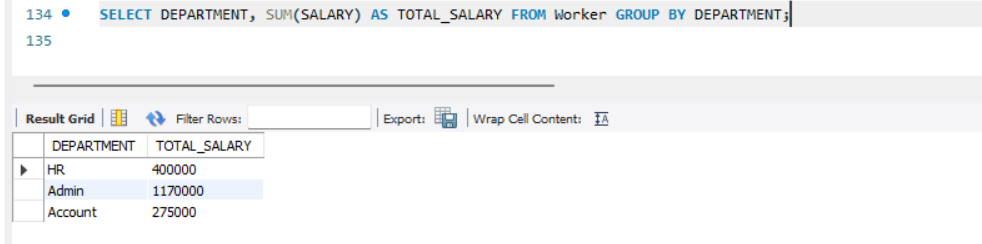 134 SELECT DEPARTMENT, SUM(SALARY) AS TOTAL_SALARY FROM Worker GROUP BY DEPARTMENT;
135
Result Grid Filter Rows: Export: Wrap Cell Content: IA
DEPARTMENT TOTAL_SALARY
HR 400000
Admin 1170000
Account 275000